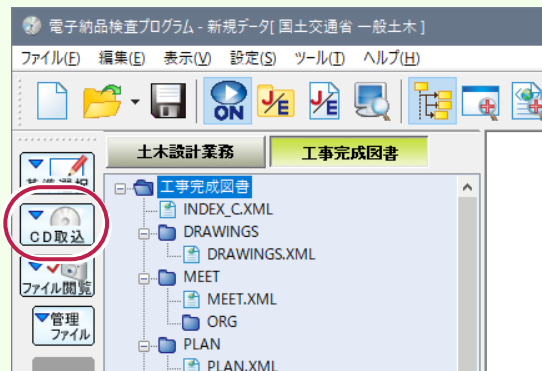 電子納品検査プログラム - 新規データ[ 国土交通省 一般土木 ]
ファイル(F) 編集(E) 表示(V) 設定(S) ツール(T) ヘルプ(H)
ON J/E J/E
土木設計業務 工事完成図書
基準選択
CD取込
ファイル閲覧
管理
ファイル
工事完成図書
INDEX_C.XML
DRAWINGS
DRAWINGS.XML
MEET
MEET.XML
ORG
PLAN
PLAN.XML